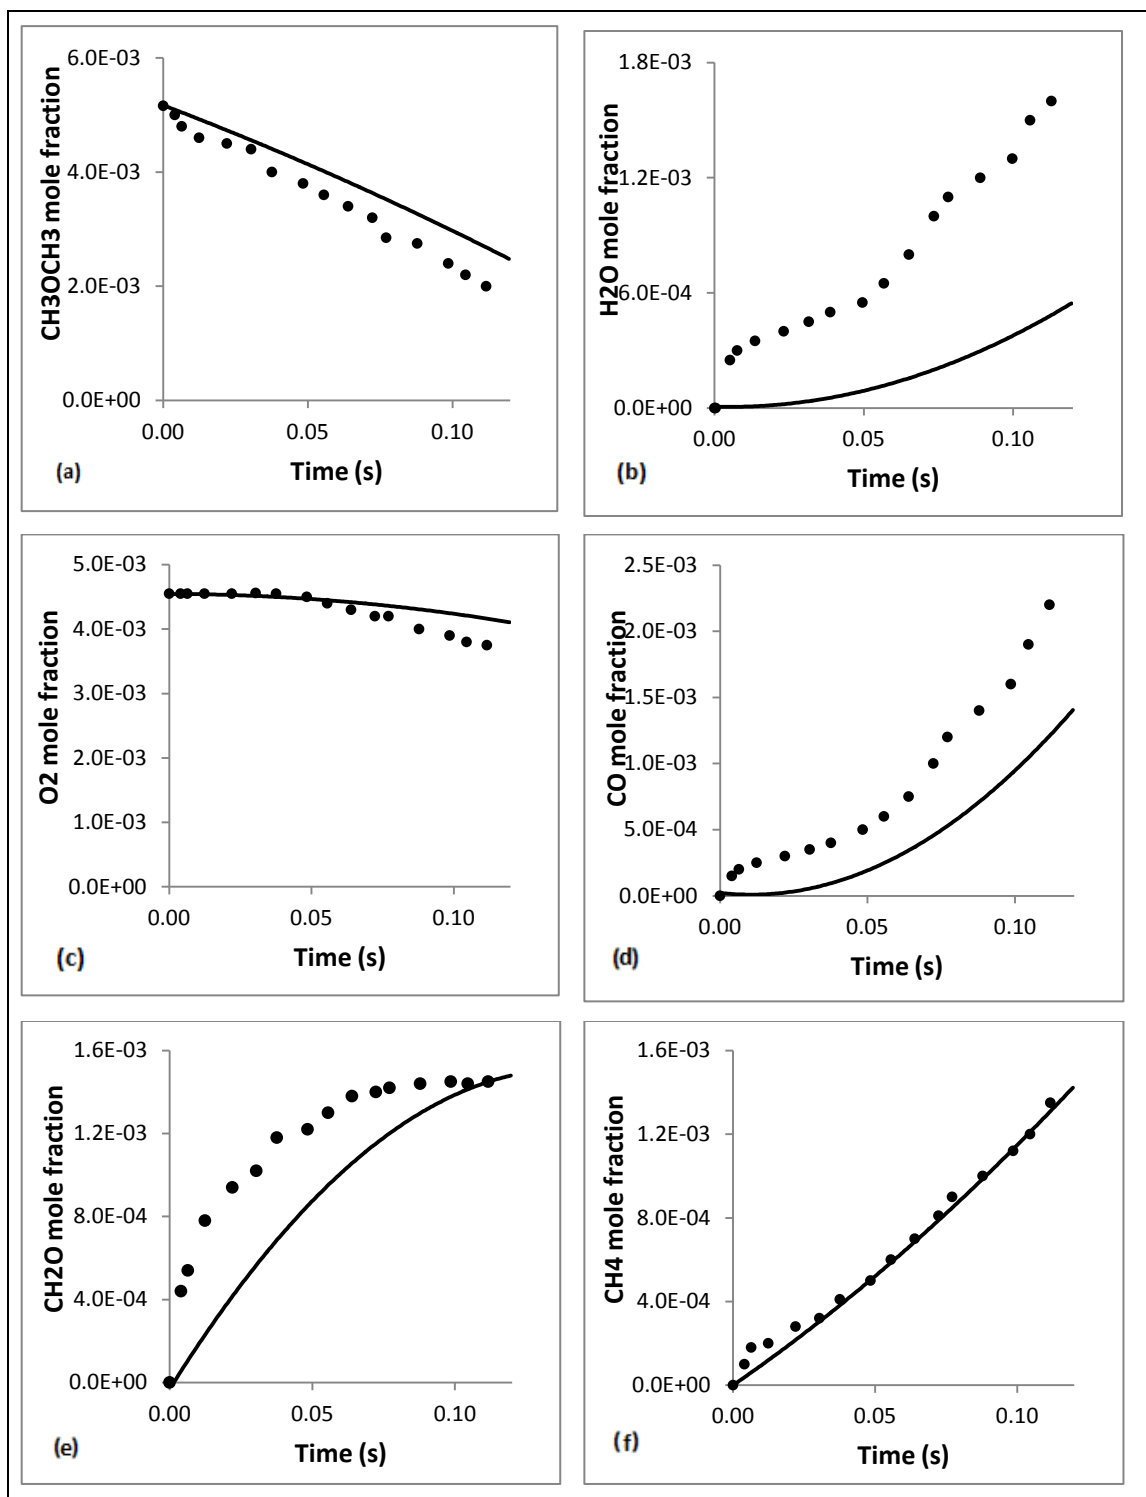 CH3OCH3 mole fraction
6.0E-03
4.0E-03
2.0E-03
0.0E+00
0.00 0.05 0.10
Time (s)
(a)
H2O mole fraction
1.8E-03
1.2E-03
6.0E-04
0.0E+00
0.00 0.05 0.10
Time (s)
(b)
O2 mole fraction
5.0E-03
4.0E-03
3.0E-03
2.0E-03
1.0E-03
0.0E+00
0.00 0.05 0.10
Time (s)
(c)
CO mole fraction
2.5E-03
2.0E-03
1.5E-03
1.0E-03
5.0E-04
0.0E+00
0.00 0.05 0.10
Time (s)
(d)
CH2O mole fraction
1.6E-03
1.2E-03
8.0E-04
4.0E-04
0.0E+00
0.00 0.05 0.10
Time (s)
(e)
CH4 mole fraction
1.6E-03
1.2E-03
8.0E-04
4.0E-04
0.0E+00
0.00 0.05 0.10
Time (s)
(f)